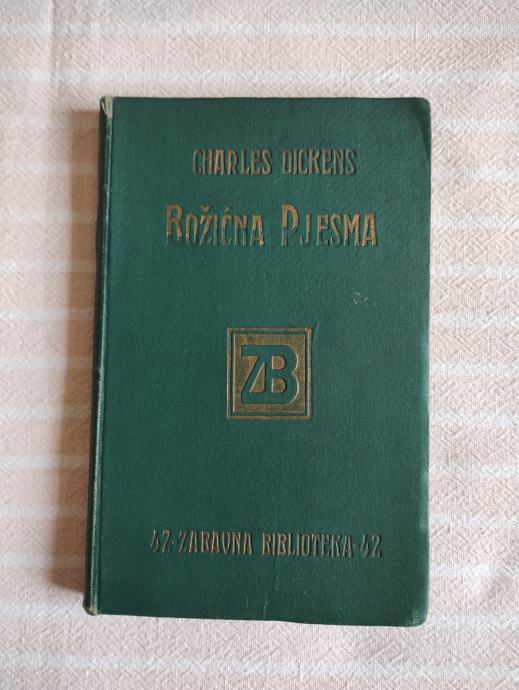 CHARLES DICKENS
BOŽIĆNA PJESMA
ZB
42·ZABAVNA BIBLIOTEKA·42